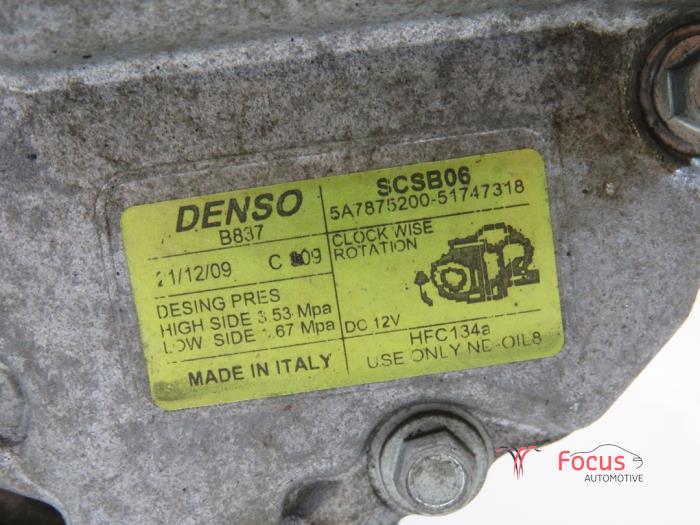 DENSO
B837
SCSB06
5A7875200-51747318
21/12/09 C 09
CLOCK WISE
ROTATION
DESING PRES
HIGH SIDE 3.53 Mpa
LOW SIDE 1.67 Mpa
DC 12V
MADE IN ITALY
HFC134a
USE ONLY ND-OIL8
Focus
AUTOMOTIVE